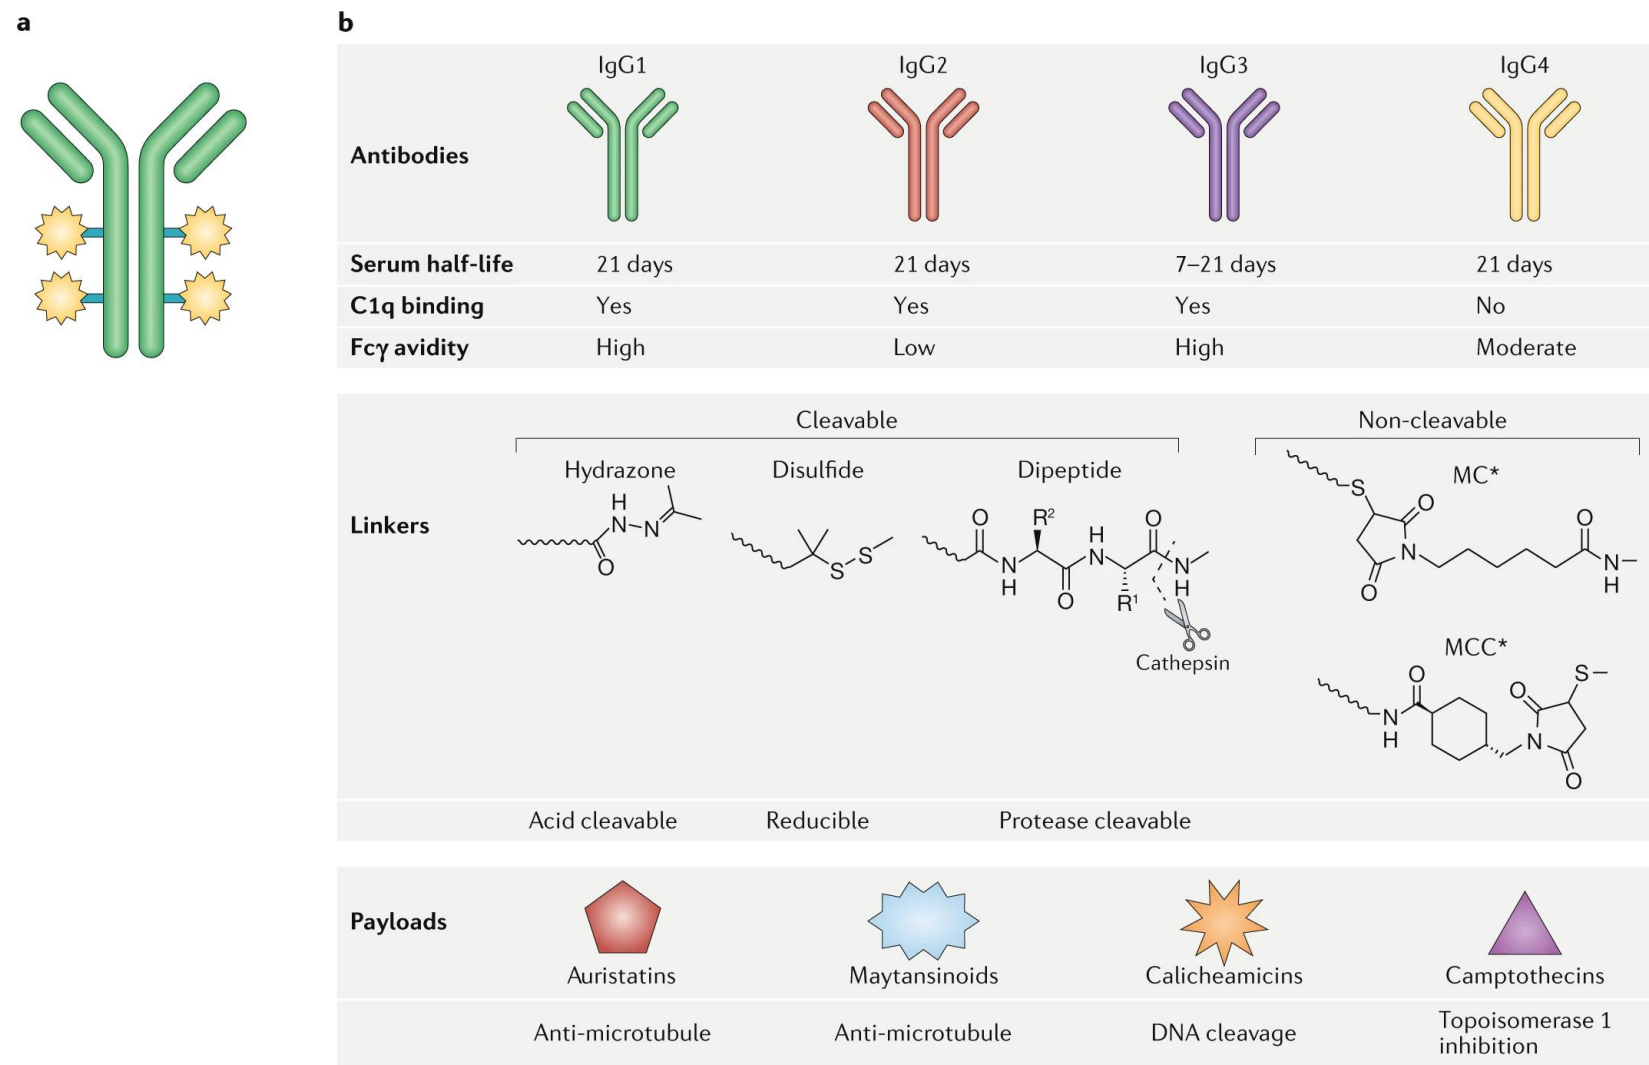 a
b
IgG1 IgG2 IgG3 IgG4
Antibodies
Serum half-life 21 days 21 days 7–21 days 21 days
C1q binding Yes Yes Yes No
Fcγ avidity High Low High Moderate
Cleavable Non-cleavable
Hydrazone Disulfide Dipeptide MC*
Linkers
H
N
N
O
S
S
O
N
H
R²
O
H
N
R¹
O
N
H
Cathepsin
S
O
N
O
O
N
H
MCC*
N
H
O
N
O
O
S
Acid cleavable Reducible Protease cleavable
Payloads
Auristatins Maytansinoids Calicheamicins Camptothecins
Anti-microtubule Anti-microtubule DNA cleavage Topoisomerase 1
inhibition